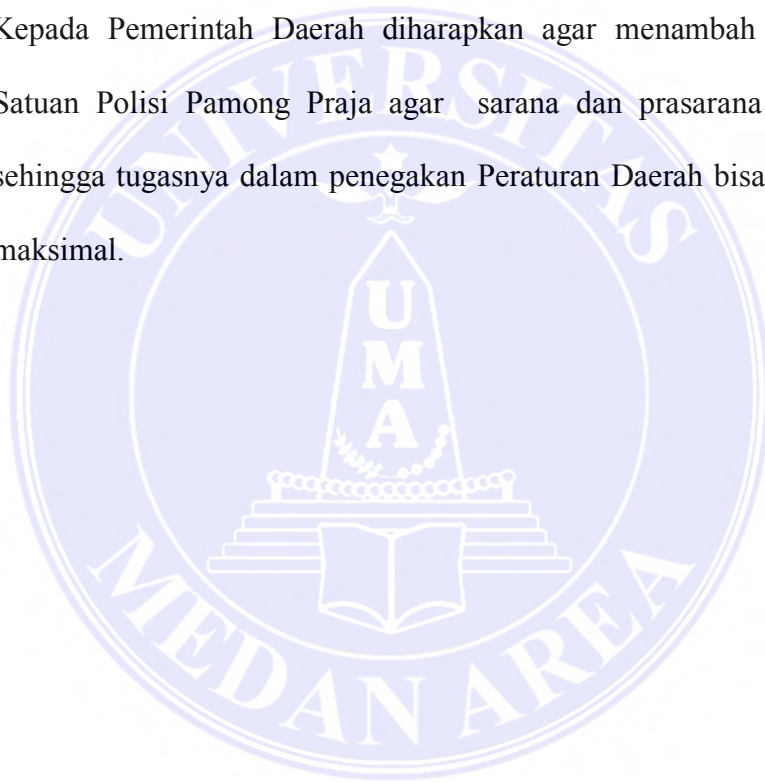 Kepada Pemerintah Daerah diharapkan agar menambah
Satuan Polisi Pamong Praja agar sarana dan prasarana
sehingga tugasnya dalam penegakan Peraturan Daerah bisa
maksimal.
UNIVERSITAS
U
M
A
MEDAN AREA